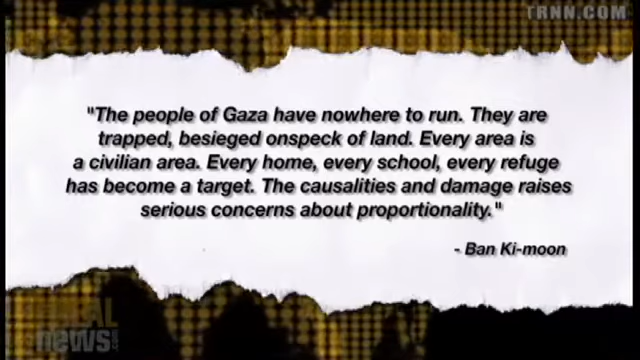 TRNN.COM
"The people of Gaza have nowhere to run. They are
trapped, besieged onspeck of land. Every area is
a civilian area. Every home, every school, every refuge
has become a target. The causalities and damage raises
serious concerns about proportionality."
- Ban Ki-moon
REAL
news.com